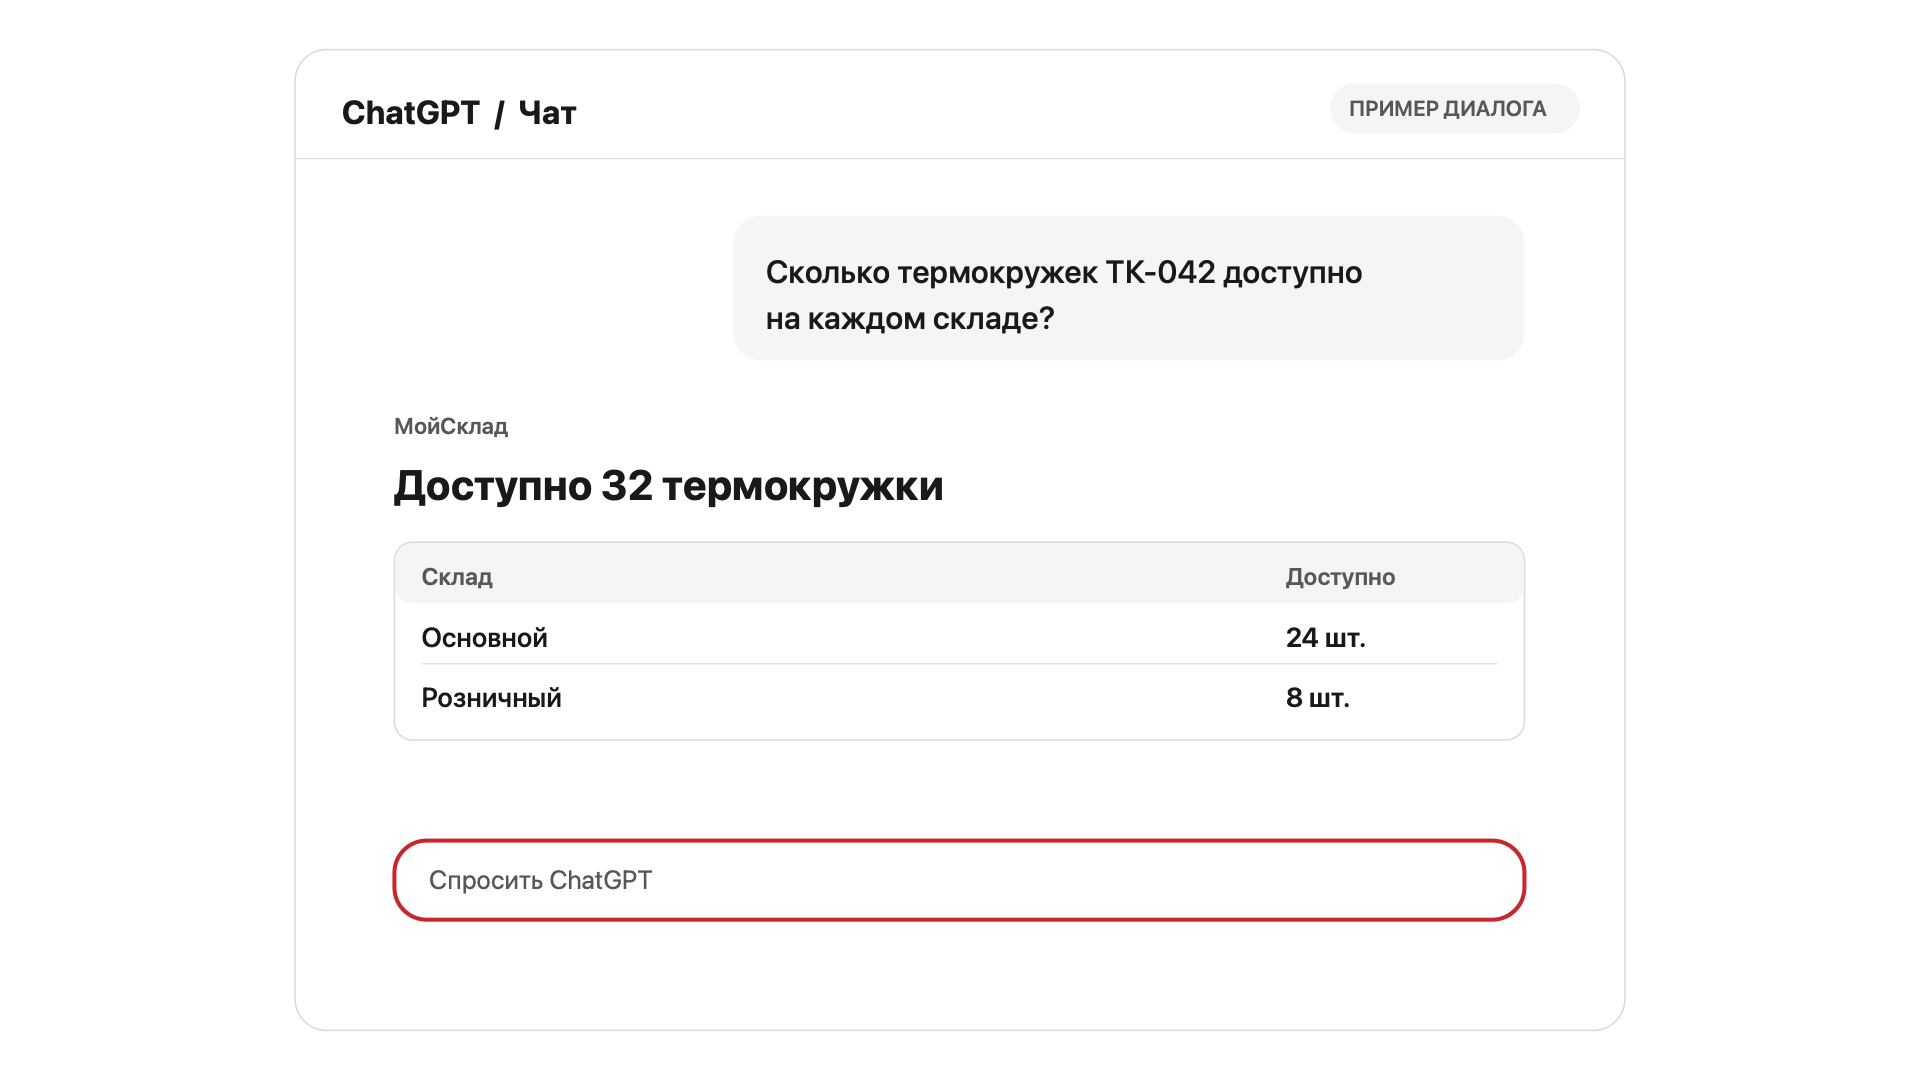 ChatGPT / Чат
ПРИМЕР ДИАЛОГА
Сколько термокружек ТК-042 доступно
на каждом складе?
МойСклад
Доступно 32 термокружки
Склад Доступно
Основной 24 шт.
Розничный 8 шт.
Спросить ChatGPT